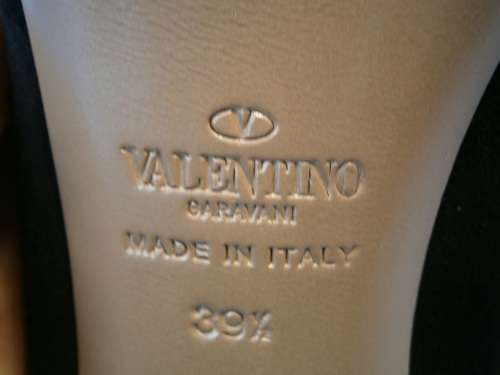 V
VALENTINO
GARAVANI
MADE IN ITALY
39½